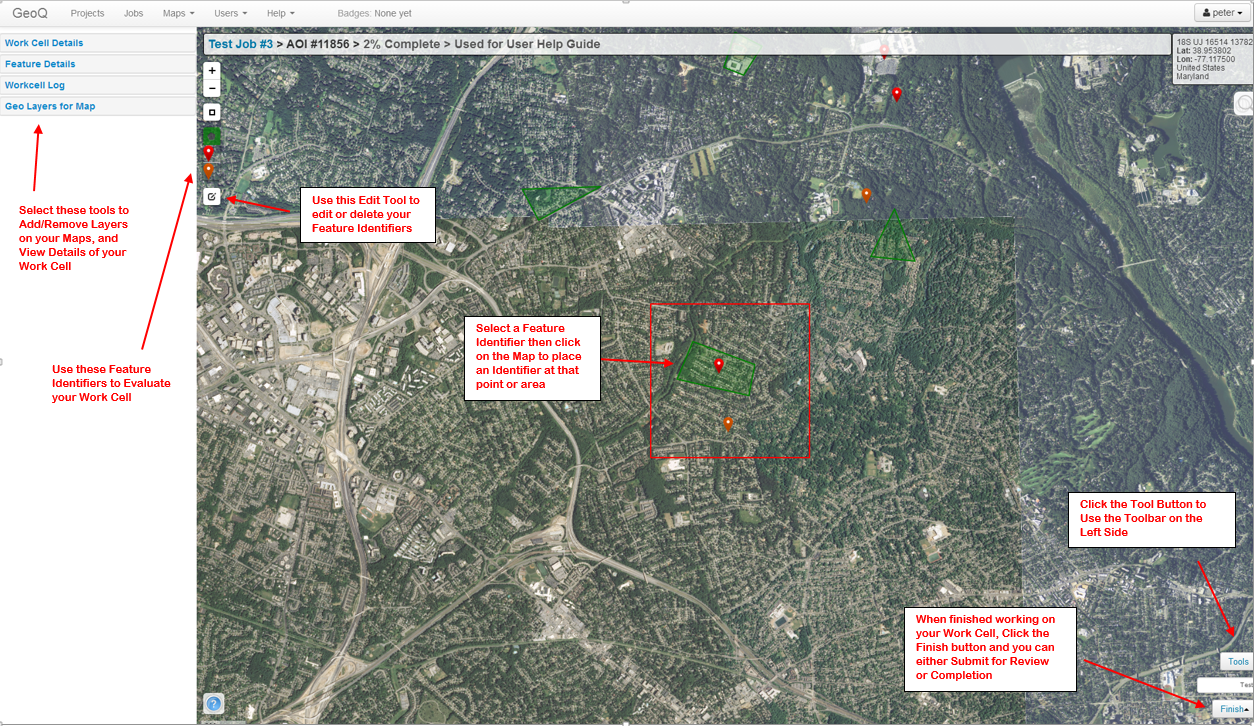 GeoQ Projects Jobs Maps Users Help Badges: None yet peter
Work Cell Details
Feature Details
Workcell Log
Geo Layers for Map
Test Job #3 > AOI #11856 > 2% Complete > Used for User Help Guide
18S UJ 16514 13782
Lat: 38.953802
Lon: -77.117500
United States
Maryland
+
−
Select these tools to
Add/Remove Layers
on your Maps, and
View Details of your
Work Cell
Use this Edit Tool to
edit or delete your
Feature Identifiers
Use these Feature
Identifiers to Evaluate
your Work Cell
Select a Feature
Identifier then click
on the Map to place
an Identifier at that
point or area
Click the Tool Button to
Use the Toolbar on the
Left Side
When finished working on
your Work Cell, Click the
Finish button and you can
either Submit for Review
or Completion
Tools
Test
Finish
?